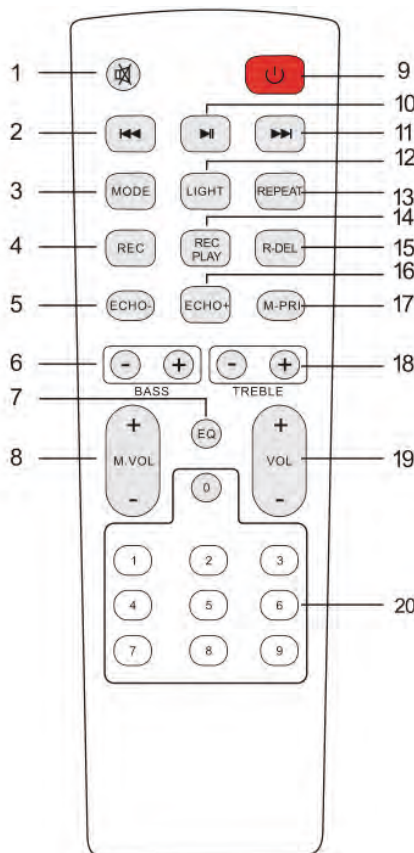 1 9
10
2 11
12
3 MODE LIGHT REPEAT 13
14
4 REC REC PLAY R-DEL 15
16
5 ECHO- ECHO+ M-PRI 17
6 - + - + 18
BASS TREBLE
7 EQ
+ +
8 M.VOL VOL 19
- -
0
1 2 3
4 5 6 20
7 8 9